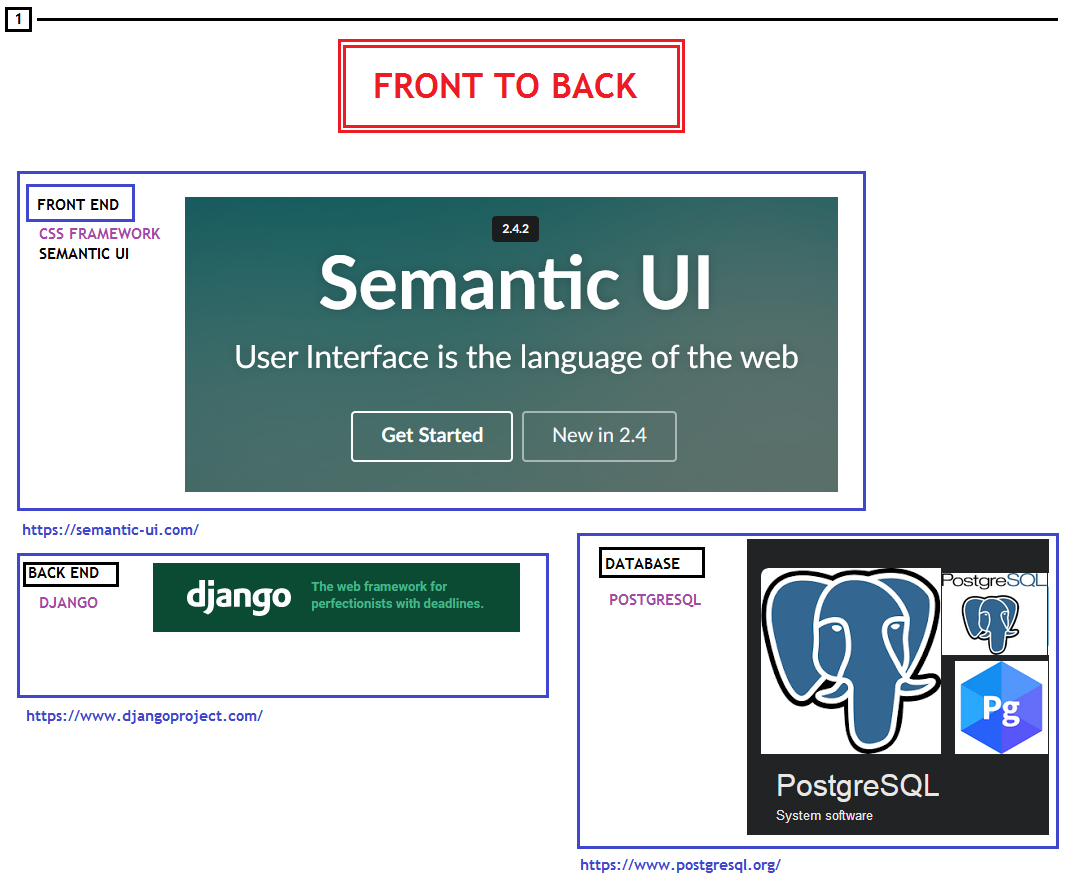 1
FRONT TO BACK
FRONT END
CSS FRAMEWORK
SEMANTIC UI
2.4.2
Semantic UI
User Interface is the language of the web
Get Started
New in 2.4
https://semantic-ui.com/
BACK END
DJANGO
django
The web framework for
perfectionists with deadlines.
https://www.djangoproject.com/
DATABASE
POSTGRESQL
PostgreSQL
Pg
PostgreSQL
System software
https://www.postgresql.org/